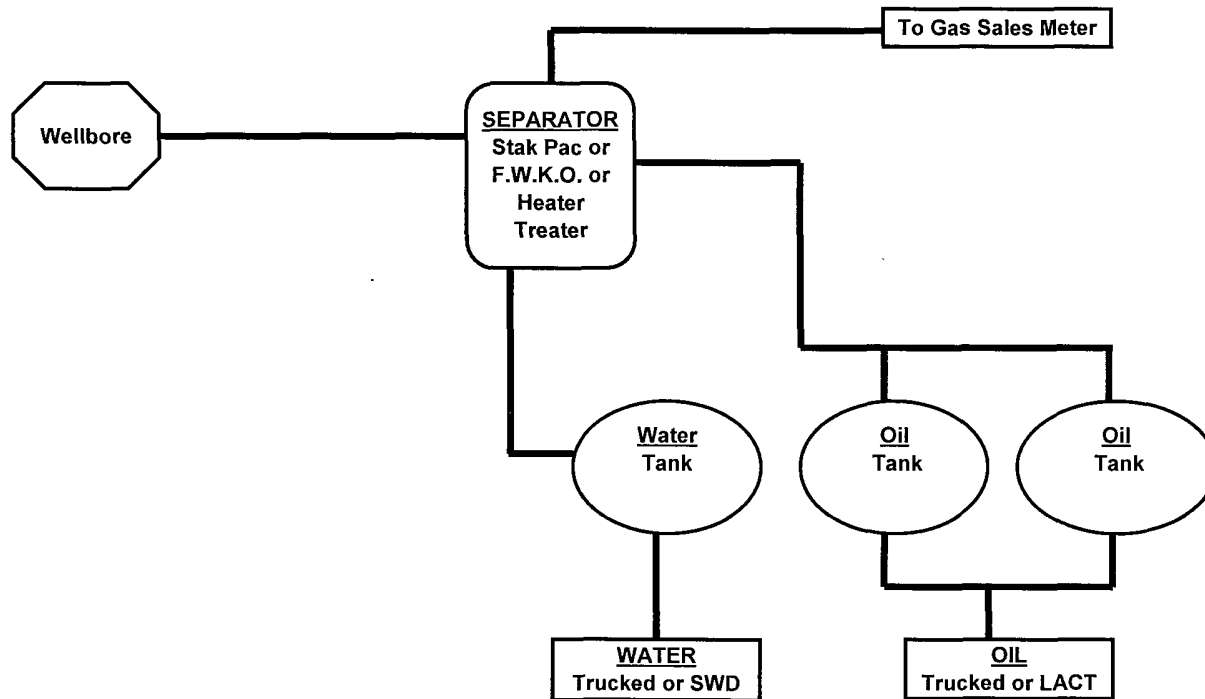 To Gas Sales Meter
Wellbore
SEPARATOR
Stak Pac or
F.W.K.O. or
Heater
Treater
Water
Tank
Oil
Tank
Oil
Tank
WATER
Trucked or SWD
OIL
Trucked or LACT